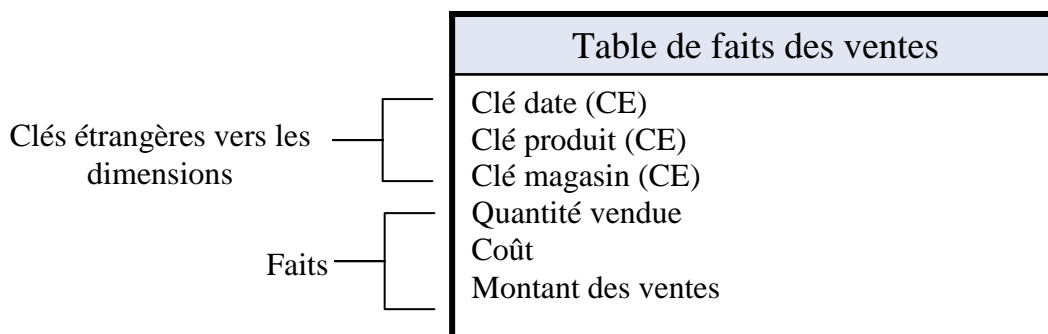 Table de faits des ventes
Clés étrangères vers les
dimensions
Clé date (CE)
Clé produit (CE)
Clé magasin (CE)
Faits
Quantité vendue
Coût
Montant des ventes